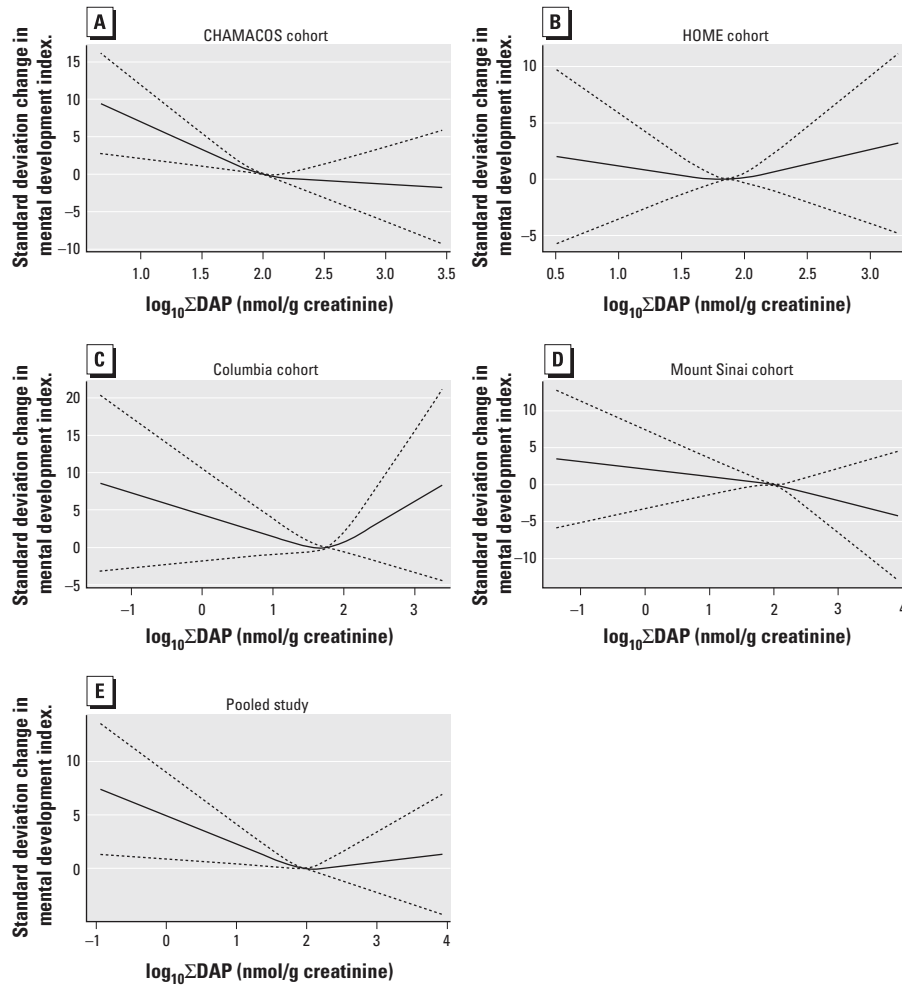 A
CHAMACOS cohort
Standard deviation change in
mental development index.
15
10
5
0
–5
–10
1.0 1.5 2.0 2.5 3.0 3.5
log10ΣDAP (nmol/g creatinine)
B
HOME cohort
Standard deviation change in
mental development index.
10
5
0
–5
0.5 1.0 1.5 2.0 2.5 3.0
log10ΣDAP (nmol/g creatinine)
C
Columbia cohort
Standard deviation change in
mental development index.
20
15
10
5
0
–5
–1 0 1 2 3
log10ΣDAP (nmol/g creatinine)
D
Mount Sinai cohort
Standard deviation change in
mental development index.
10
5
0
–5
–10
–1 0 1 2 3 4
log10ΣDAP (nmol/g creatinine)
E
Pooled study
Standard deviation change in
mental development index.
10
5
0
–1 0 1 2 3 4
log10ΣDAP (nmol/g creatinine)